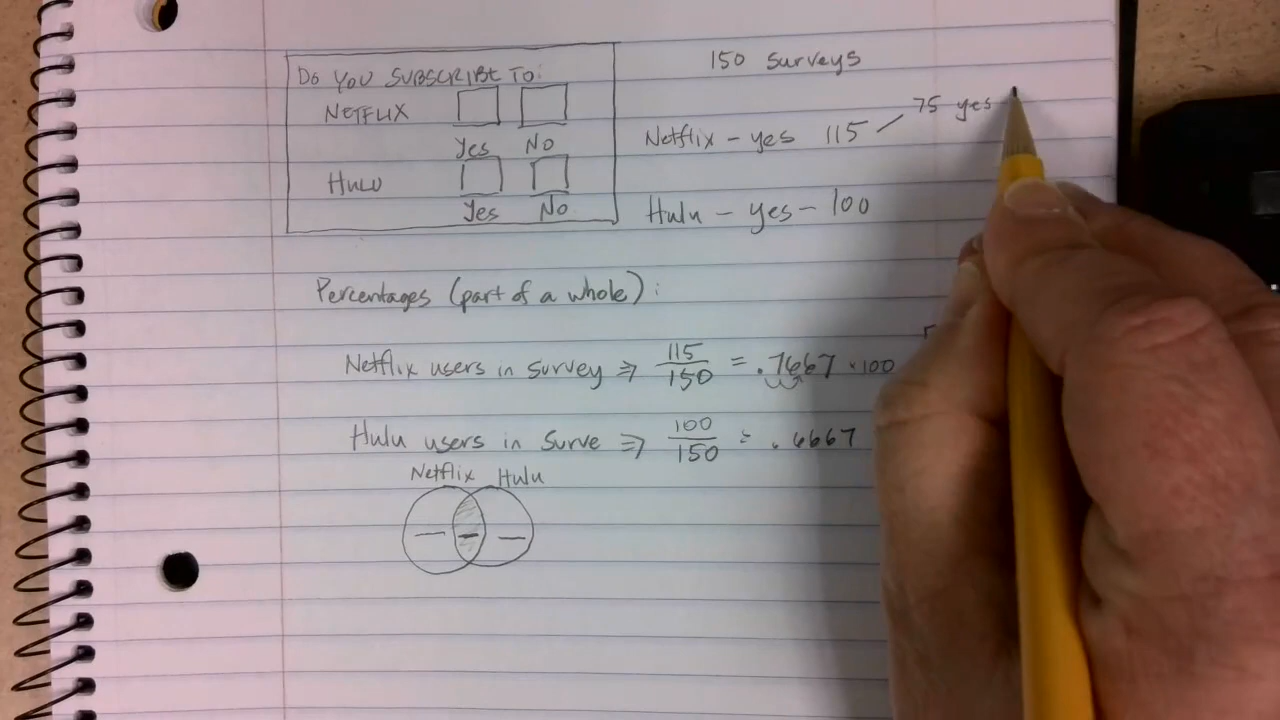 150 surveys
DO YOU SUBSCRIBE TO:
NETFLIX
75 yes
Yes No
Netflix - yes 115
HULU
Yes No
Hulu - yes - 100
Percentages (part of a whole):
Netflix users in survey ⇒ 115/150 = .7667 · 100
Hulu users in Surve ⇒ 100/150 = .6667
Netflix Hulu